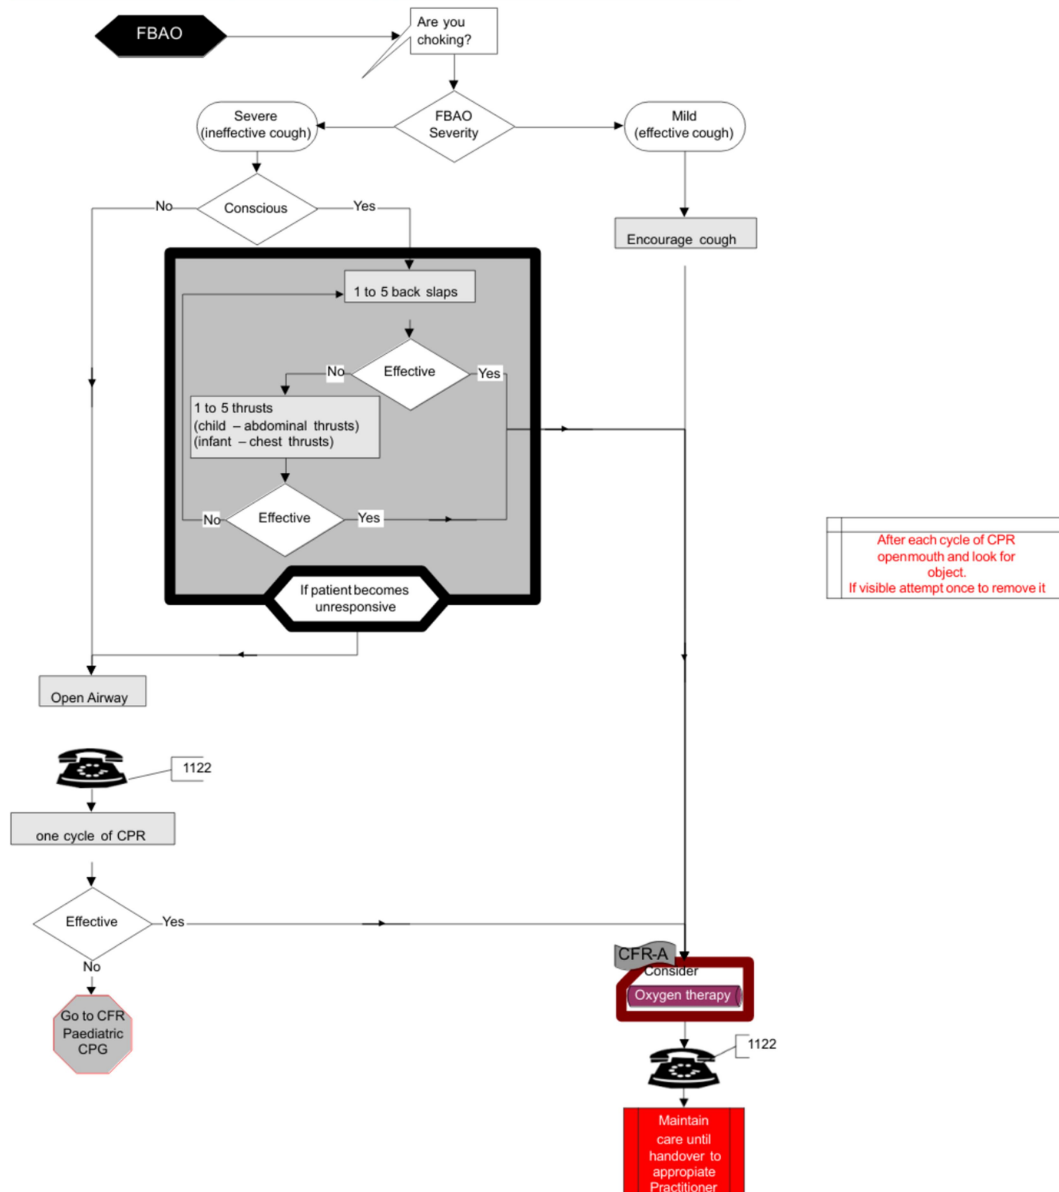 FBAO
Are you
choking?
Severe
(ineffective cough)
FBAO
Severity
Mild
(effective cough)
No
Conscious
Yes
Encourage cough
1 to 5 back slaps
No
Effective
Yes
1 to 5 thrusts
(child – abdominal thrusts)
(infant – chest thrusts)
No
Effective
Yes
After each cycle of CPR
openmouth and look for
object.
If visible attempt once to remove it
If patient becomes
unresponsive
Open Airway
1122
one cycle of CPR
Effective
Yes
No
Go to CFR
Paediatric
CPG
CFR-A
Consider
Oxygen therapy
1122
Maintain
care until
handover to
appropiate
Practitioner